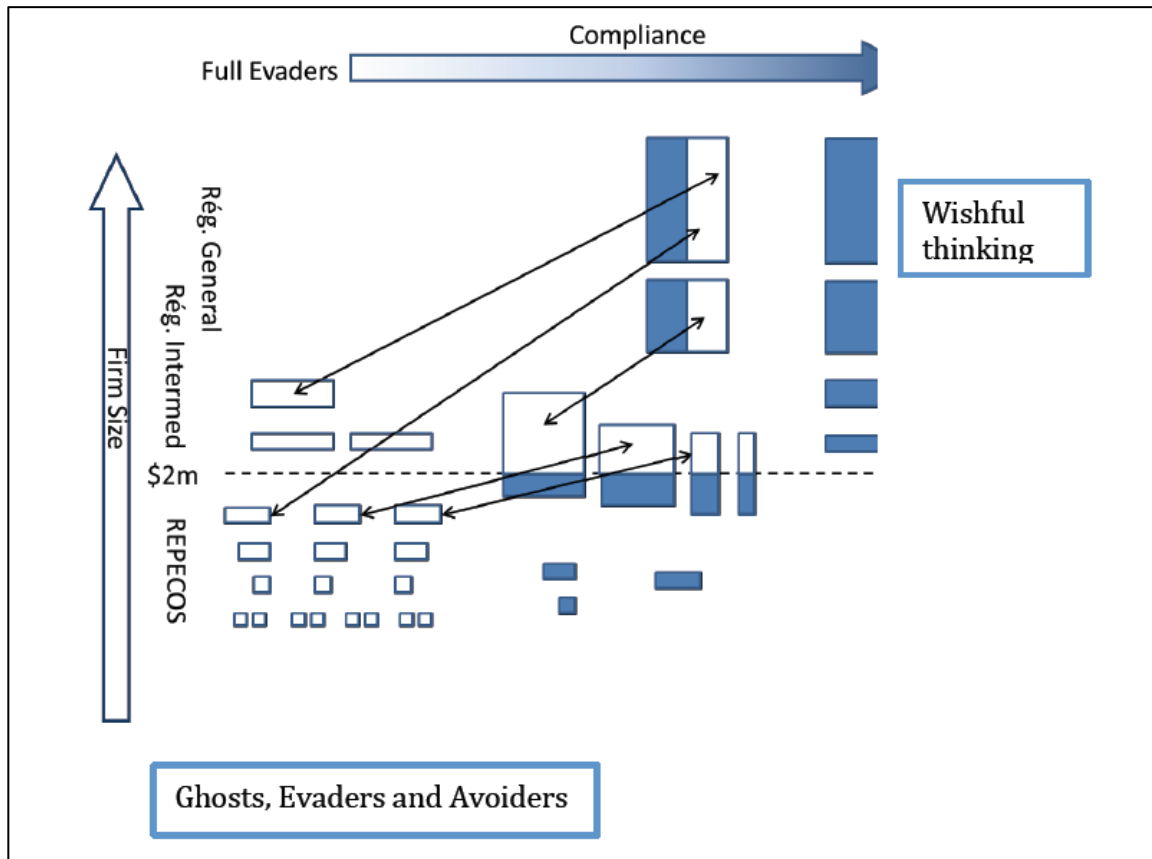 Compliance
Full Evaders
Wishful
thinking
Rég. General
Rég. Intermed
Firm Size
$2m
REPECOS
Ghosts, Evaders and Avoiders